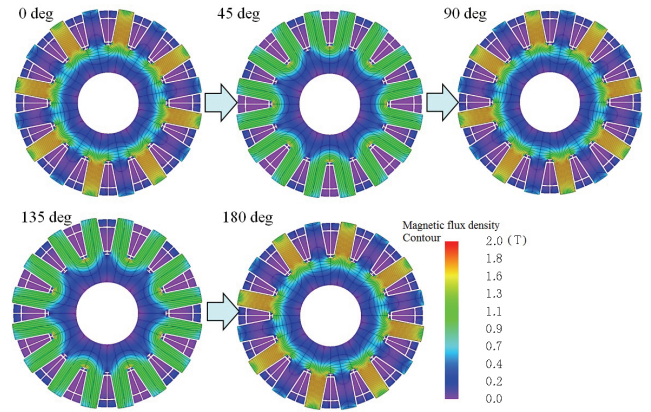 0 deg
45 deg
90 deg
135 deg
180 deg
Magnetic flux density
Contour
2.0 (T)
1.8
1.6
1.3
1.1
0.9
0.7
0.4
0.2
0.0